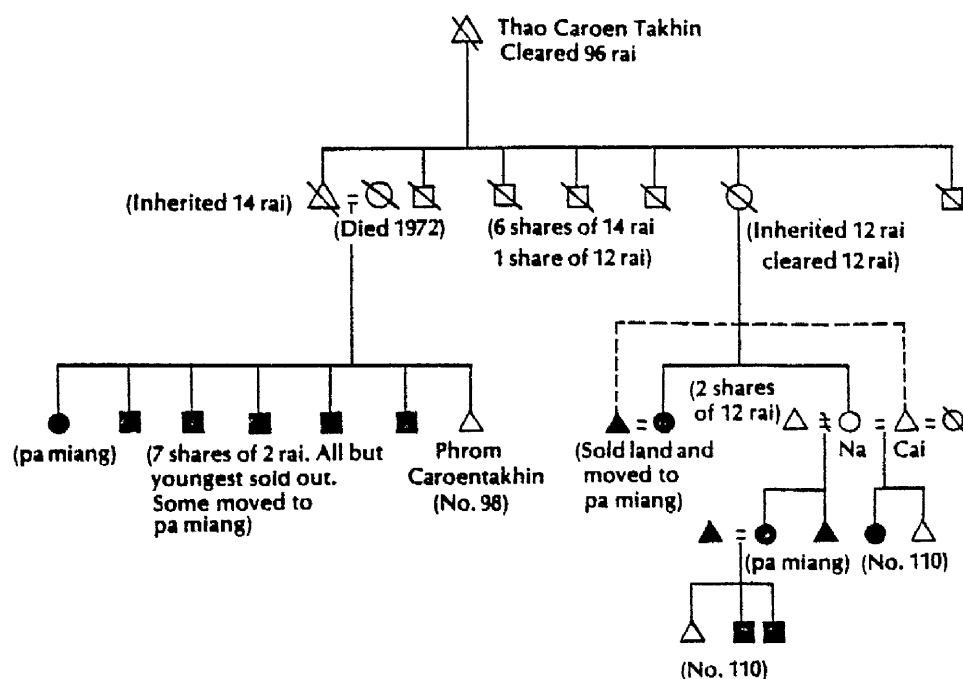 Thao Caroen Takhin
Cleared 96 rai
(Inherited 14 rai)
T
(Died 1972)
(6 shares of 14 rai
1 share of 12 rai)
(Inherited 12 rai
cleared 12 rai)
(pa miang)
(7 shares of 2 rai. All but
youngest sold out.
Some moved to
pa miang)
Phrom
Caroentakhin
(No. 98)
(Sold land and
moved to
pa miang)
(2 shares
of 12 rai)
Na
Cai
(pa miang)
(No. 110)
(No. 110)